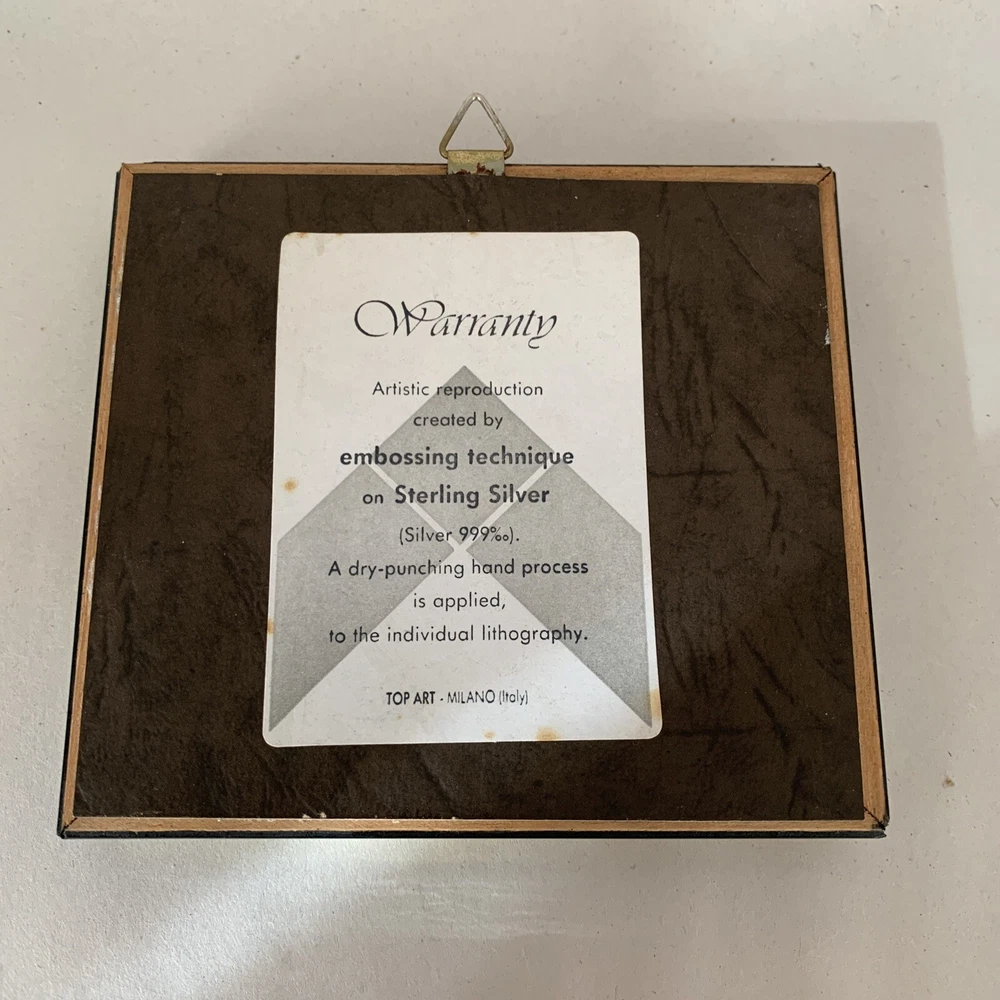 Warranty
Artistic reproduction
created by
embossing technique
on Sterling Silver
(Silver 999‰).
A dry-punching hand process
is applied,
to the individual lithography.
TOP ART - MILANO (Italy)